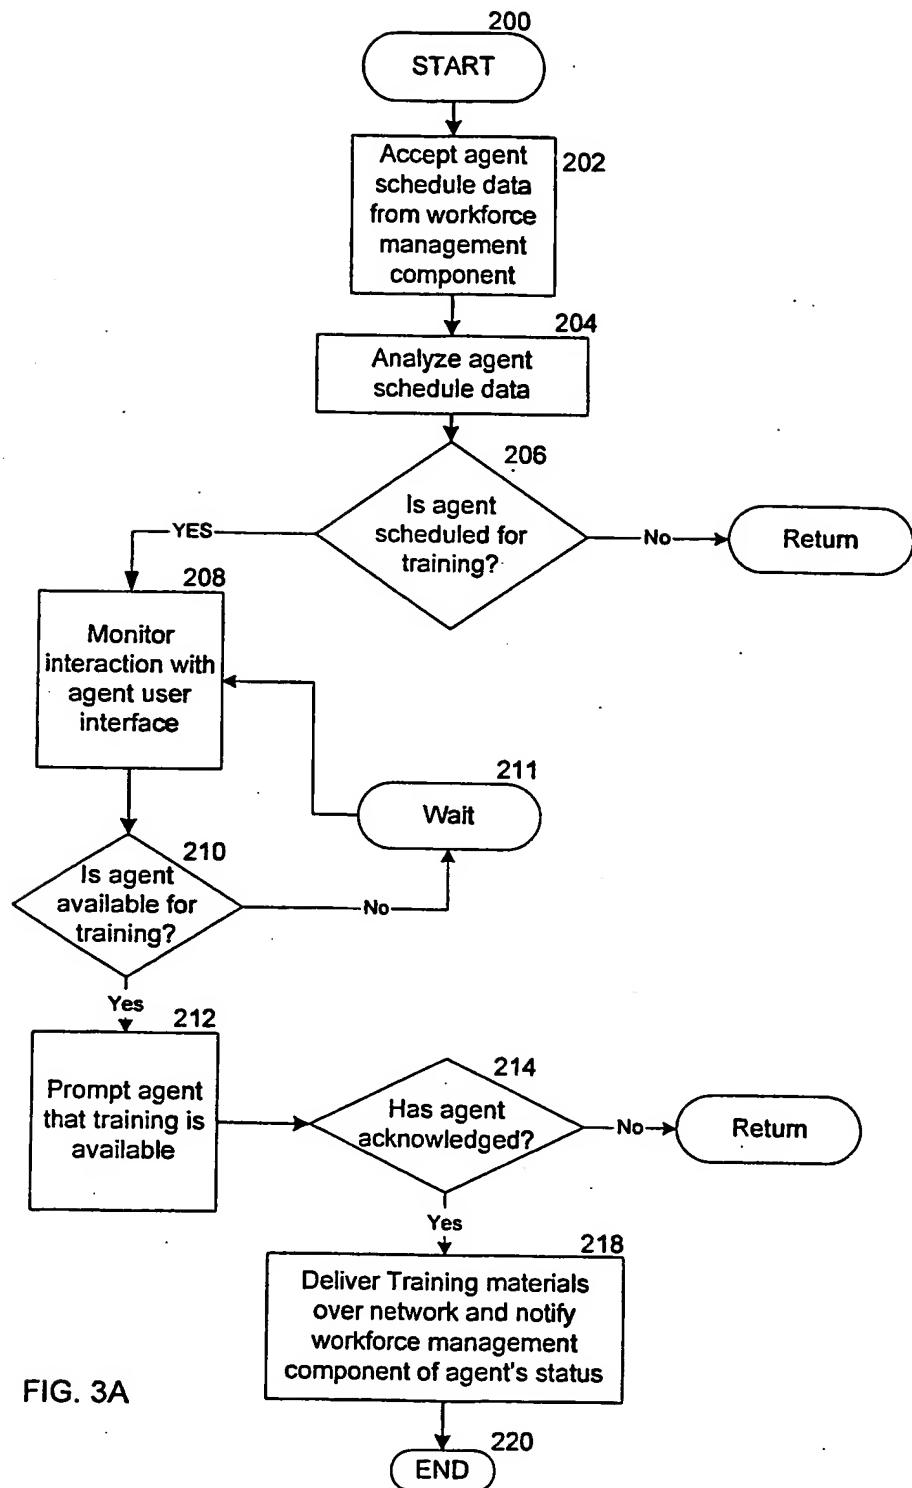 200
START
Accept agent
schedule data
from workforce
management
component
202
204
Analyze agent
schedule data
206
Is agent
scheduled for
training?
YES
No
Return
208
Monitor
interaction with
agent user
interface
211
Wait
210
Is agent
available for
training?
No
Yes
212
Prompt agent
that training is
available
214
Has agent
acknowledged?
No
Return
Yes
218
Deliver Training materials
over network and notify
workforce management
component of agent's status
FIG. 3A
220
END